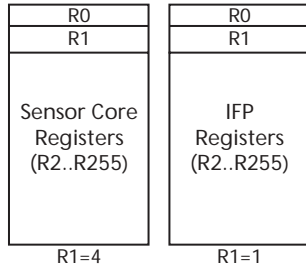 R0
R1
Sensor Core
Registers
(R2..R255)
R1=4
R0
R1
IFP
Registers
(R2..R255)
R1=1